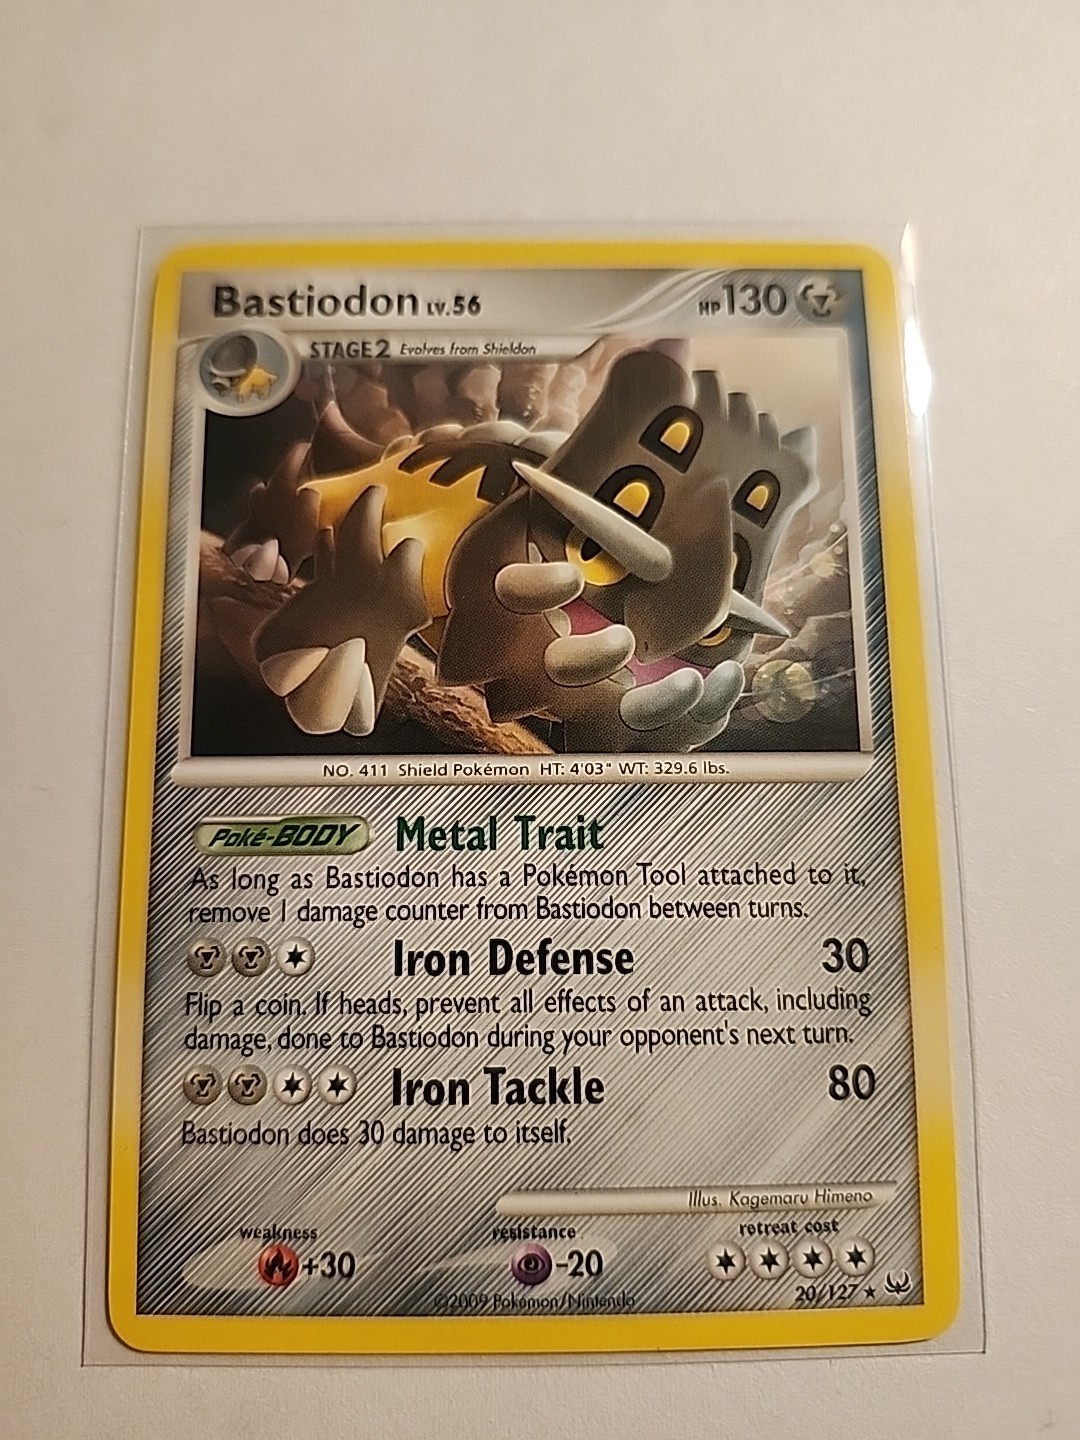 Bastiodon LV.56 HP 130
STAGE2 Evolves from Shieldon
NO. 411 Shield Pokémon HT: 4'03" WT: 329.6 lbs.
Poké-BODY Metal Trait
As long as Bastiodon has a Pokémon Tool attached to it,
remove 1 damage counter from Bastiodon between turns.
Iron Defense 30
Flip a coin. If heads, prevent all effects of an attack, including
damage, done to Bastiodon during your opponent's next turn.
Iron Tackle 80
Bastiodon does 30 damage to itself.
Illus. Kagemaru Himeno
weakness resistance retreat cost
+30 -20
20/127
©2009 Pokémon/Nintendo